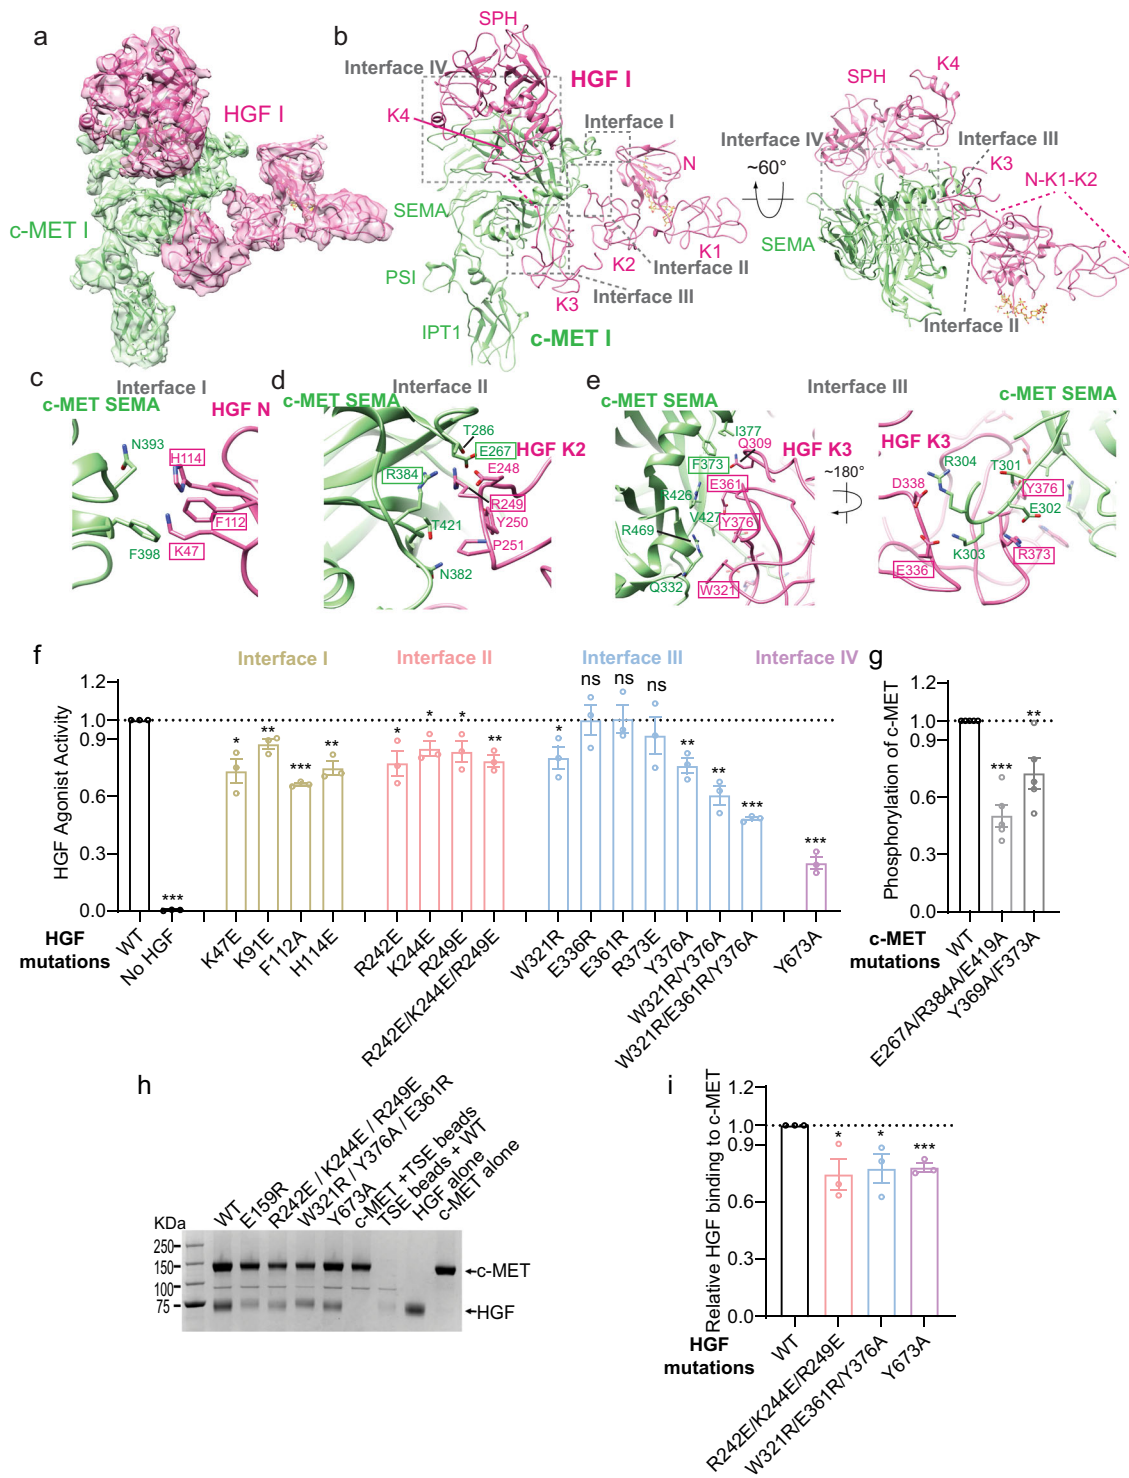 a
HGF I
c-MET I
b
SPH
Interface IV
HGF I
K4
Interface I
N
SEMA
K1
K2
PSI
Interface II
K3
Interface III
IPT1
c-MET I
~60°
K4
SPH
Interface IV
Interface III
K3
N-K1-K2
SEMA
Interface II
c
Interface I
c-MET SEMA
HGF N
N393
H114
F112
F398
K47
d
Interface II
c-MET SEMA
T286
E267
HGF K2
R384
E248
R249
Y250
T421
P251
N382
e
Interface III
c-MET SEMA
I377
Q309
F373
HGF K3
E361
R426
Y376
V427
R469
Q332
W321
~180°
c-MET SEMA
HGF K3
R304
T301
D338
Y376
E302
K303
R373
E336
f
Interface I
Interface II
Interface III
Interface IV
HGF Agonist Activity
1.2
1.0
0.9
0.6
0.3
0.0
***
*
**
***
**
*
*
*
**
*
ns
ns
ns
**
**
***
***
HGF
mutations
WT
No HGF
K47E
K91E
F112A
H114E
R242E
K244E
R249E
R242E/K244E/R249E
W321R
E336R
E361R
R373E
Y376A
W321R/Y376A
W321R/E361R/Y376A
Y673A
g
Phosphorylation of c-MET
1.2
1.0
0.9
0.6
0.3
0.0
***
**
c-MET
mutations
WT
E267A/R384A/E419A
Y369A/F373A
h
WT
E159R
R242E / K244E / R249E
W321R / Y376A / E361R
Y673A
c-MET +TSE beads
TSE beads + WT
HGF alone
c-MET alone
KDa
250
150
100
75
c-MET
HGF
i
Relative HGF binding to c-MET
1.2
1.0
0.9
0.6
0.3
0.0
*
*
***
HGF
mutations
WT
R242E/K244E/R249E
W321R/E361R/Y376A
Y673A